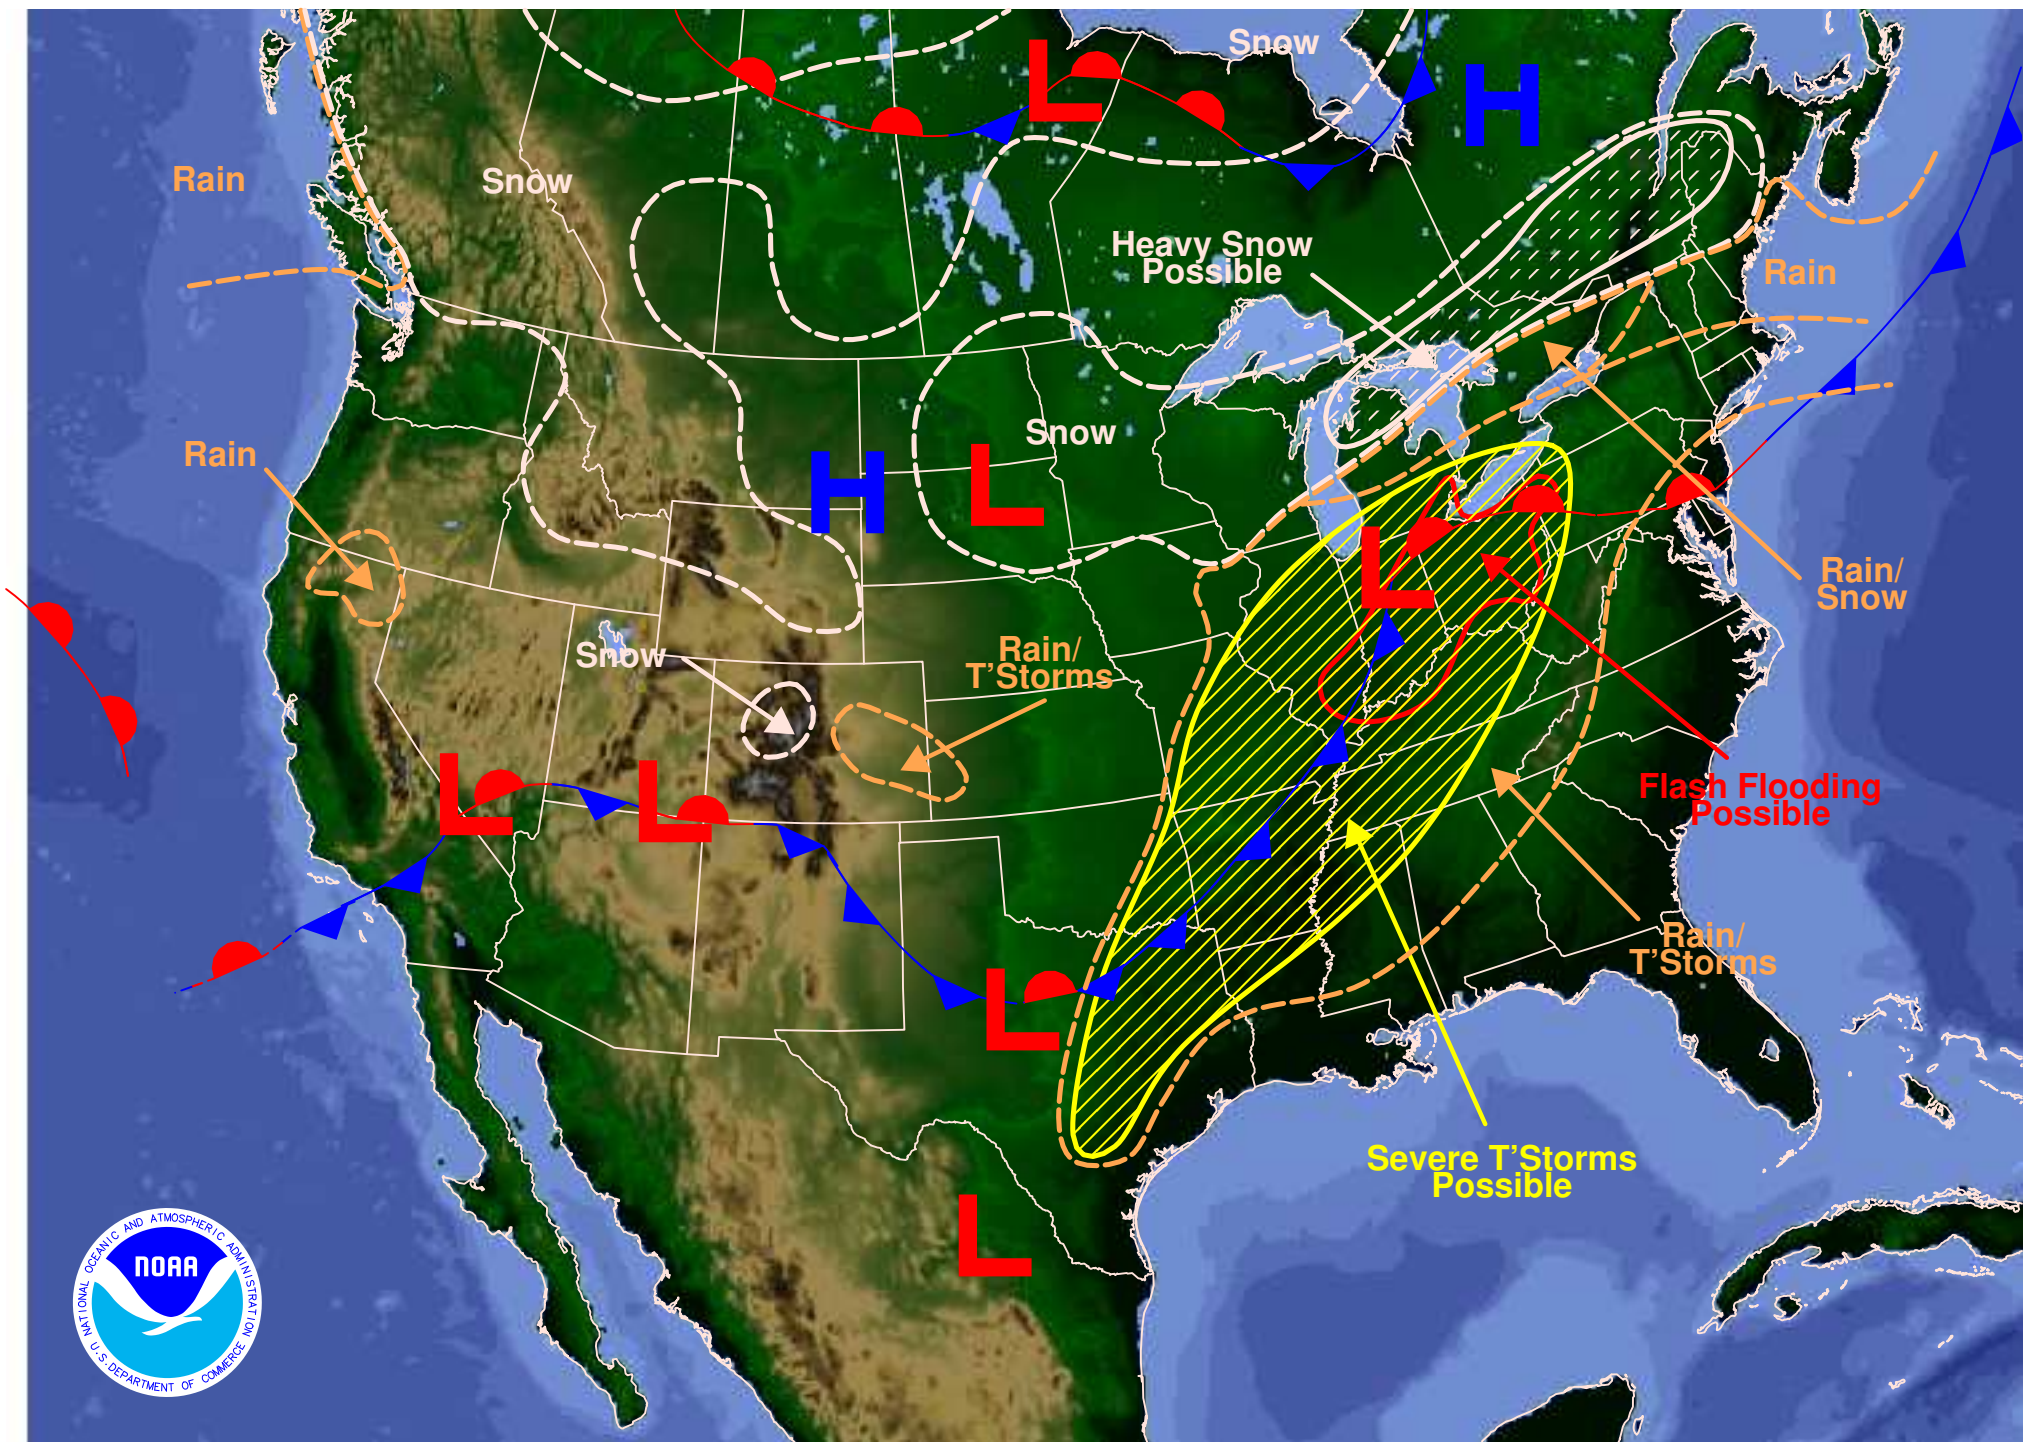 Snow
L
H
Rain
Snow
Heavy Snow
Possible
Rain
Snow
Rain
H
L
L
Rain/
Snow
Rain/
T'Storms
Snow
Flash Flooding
Possible
L
L
Rain/
T'Storms
L
Severe T'Storms
Possible
L
NATIONAL OCEANIC AND ATMOSPHERIC ADMINISTRATION
NOAA
U.S. DEPARTMENT OF COMMERCE